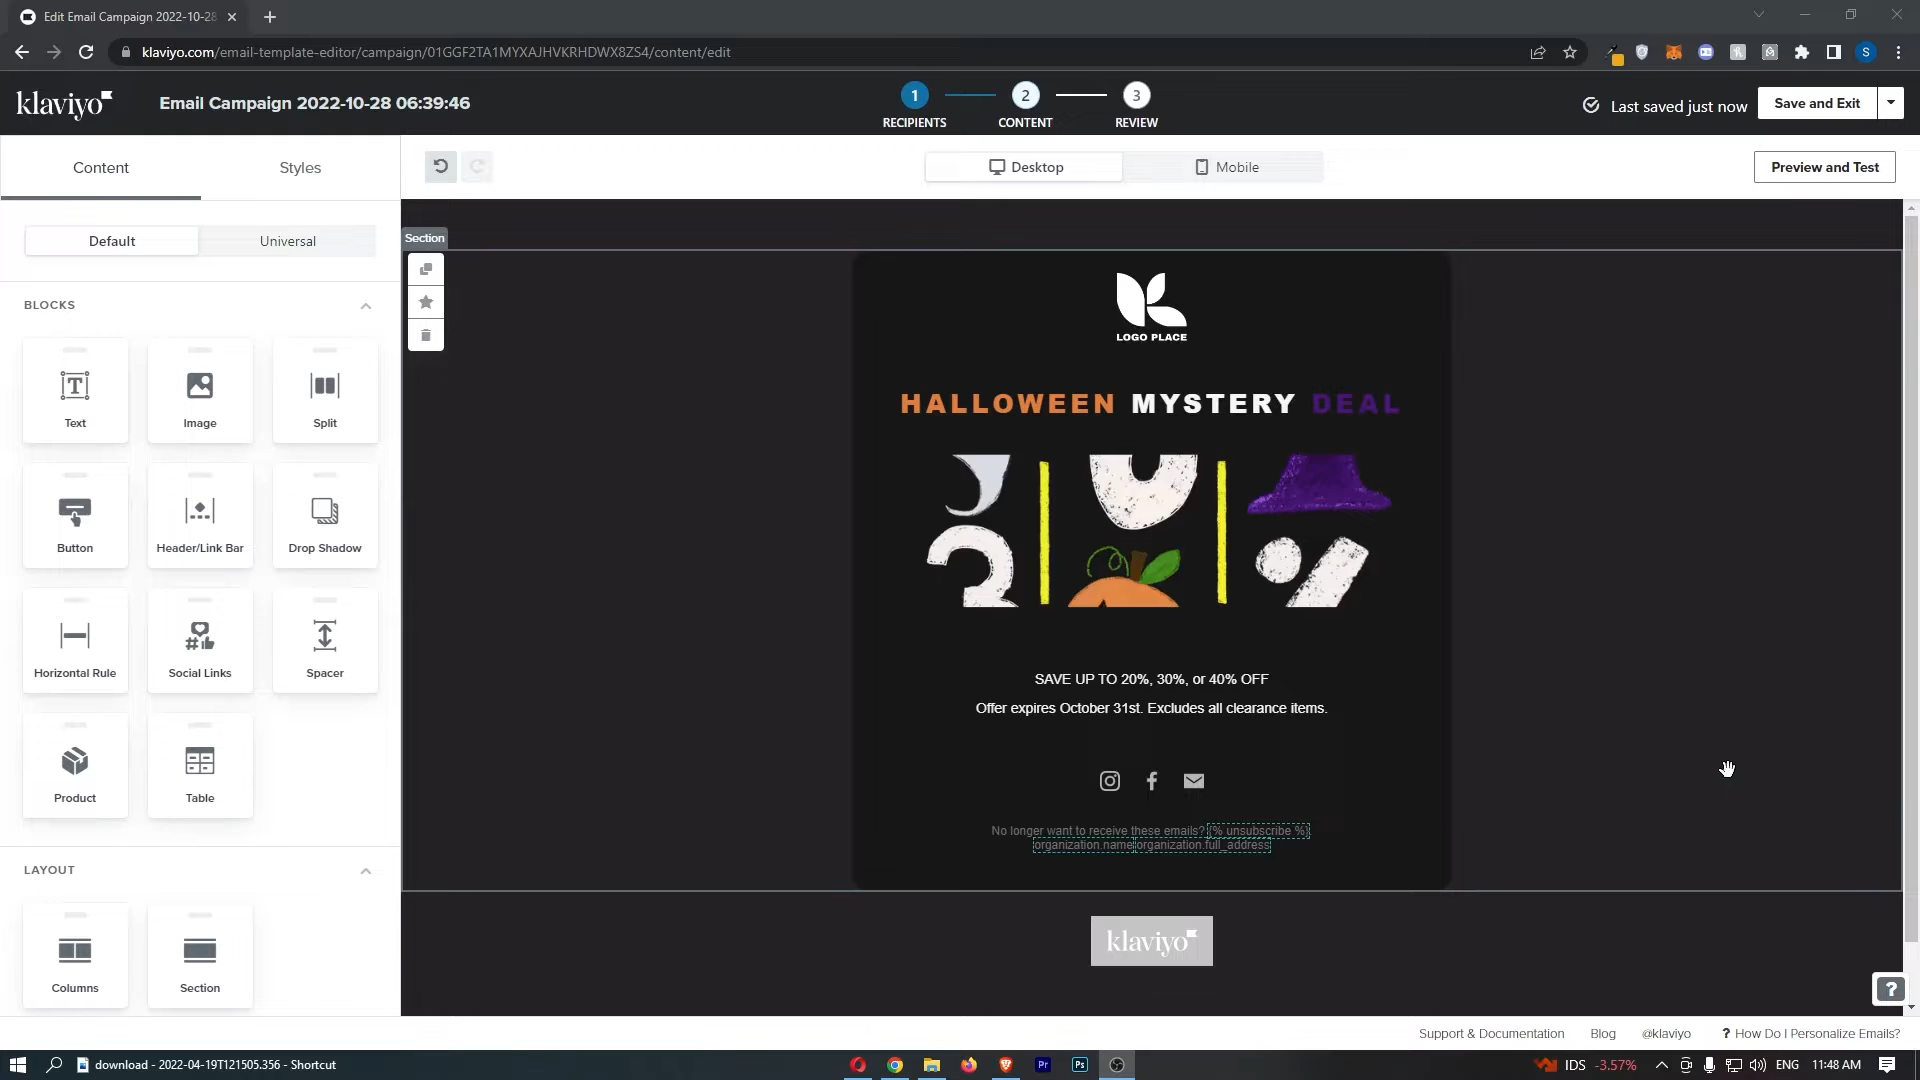 Edit Email Campaign 2022-10-28
klaviyo.com/email-template-editor/campaign/01GGF2TA1MYXAJHVKRHDWX8ZS4/content/edit
S
klaviyo
Email Campaign 2022-10-28 06:39:46
1 2 3
RECIPIENTS CONTENT REVIEW
Last saved just now
Save and Exit
Content Styles
Desktop Mobile
Preview and Test
Default Universal
Section
BLOCKS
Text Image Split
Button Header/Link Bar Drop Shadow
Horizontal Rule Social Links Spacer
Product Table
LAYOUT
Columns Section
LOGO PLACE
HALLOWEEN MYSTERY DEAL
SAVE UP TO 20%, 30%, or 40% OFF
Offer expires October 31st. Excludes all clearance items.
No longer want to receive these emails? {% unsubscribe %}
organization.name organization.full_address
klaviyo
?
Support & Documentation Blog @klaviyo ? How Do I Personalize Emails?
download - 2022-04-19T121505.356 - Shortcut
Pr Ps
IDS -3.57% ENG 11:48 AM